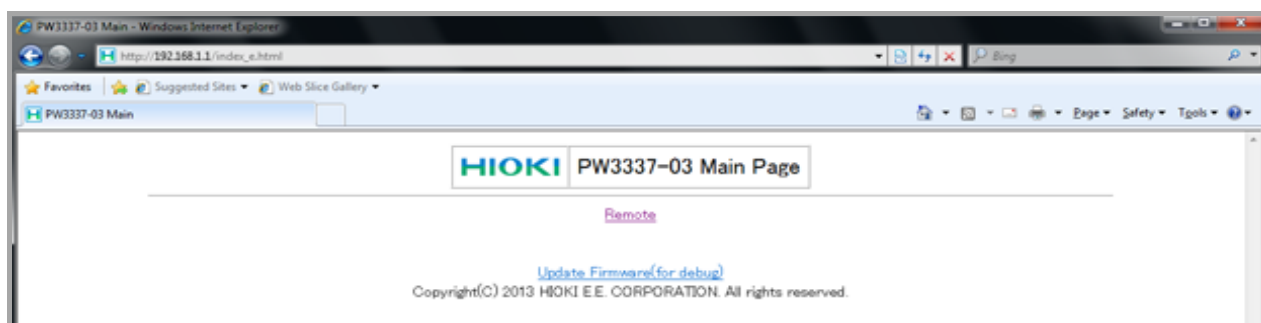 PW3337-03 Main - Windows Internet Explorer
http://192.168.1.1/index_e.html
Bing
Favorites Suggested Sites Web Slice Gallery
PW3337-03 Main Page Safety Tools
HIOKI PW3337-03 Main Page
Remote
Update Firmware(for debug)
Copyright(C) 2013 HIOKI E.E. CORPORATION. All rights reserved.